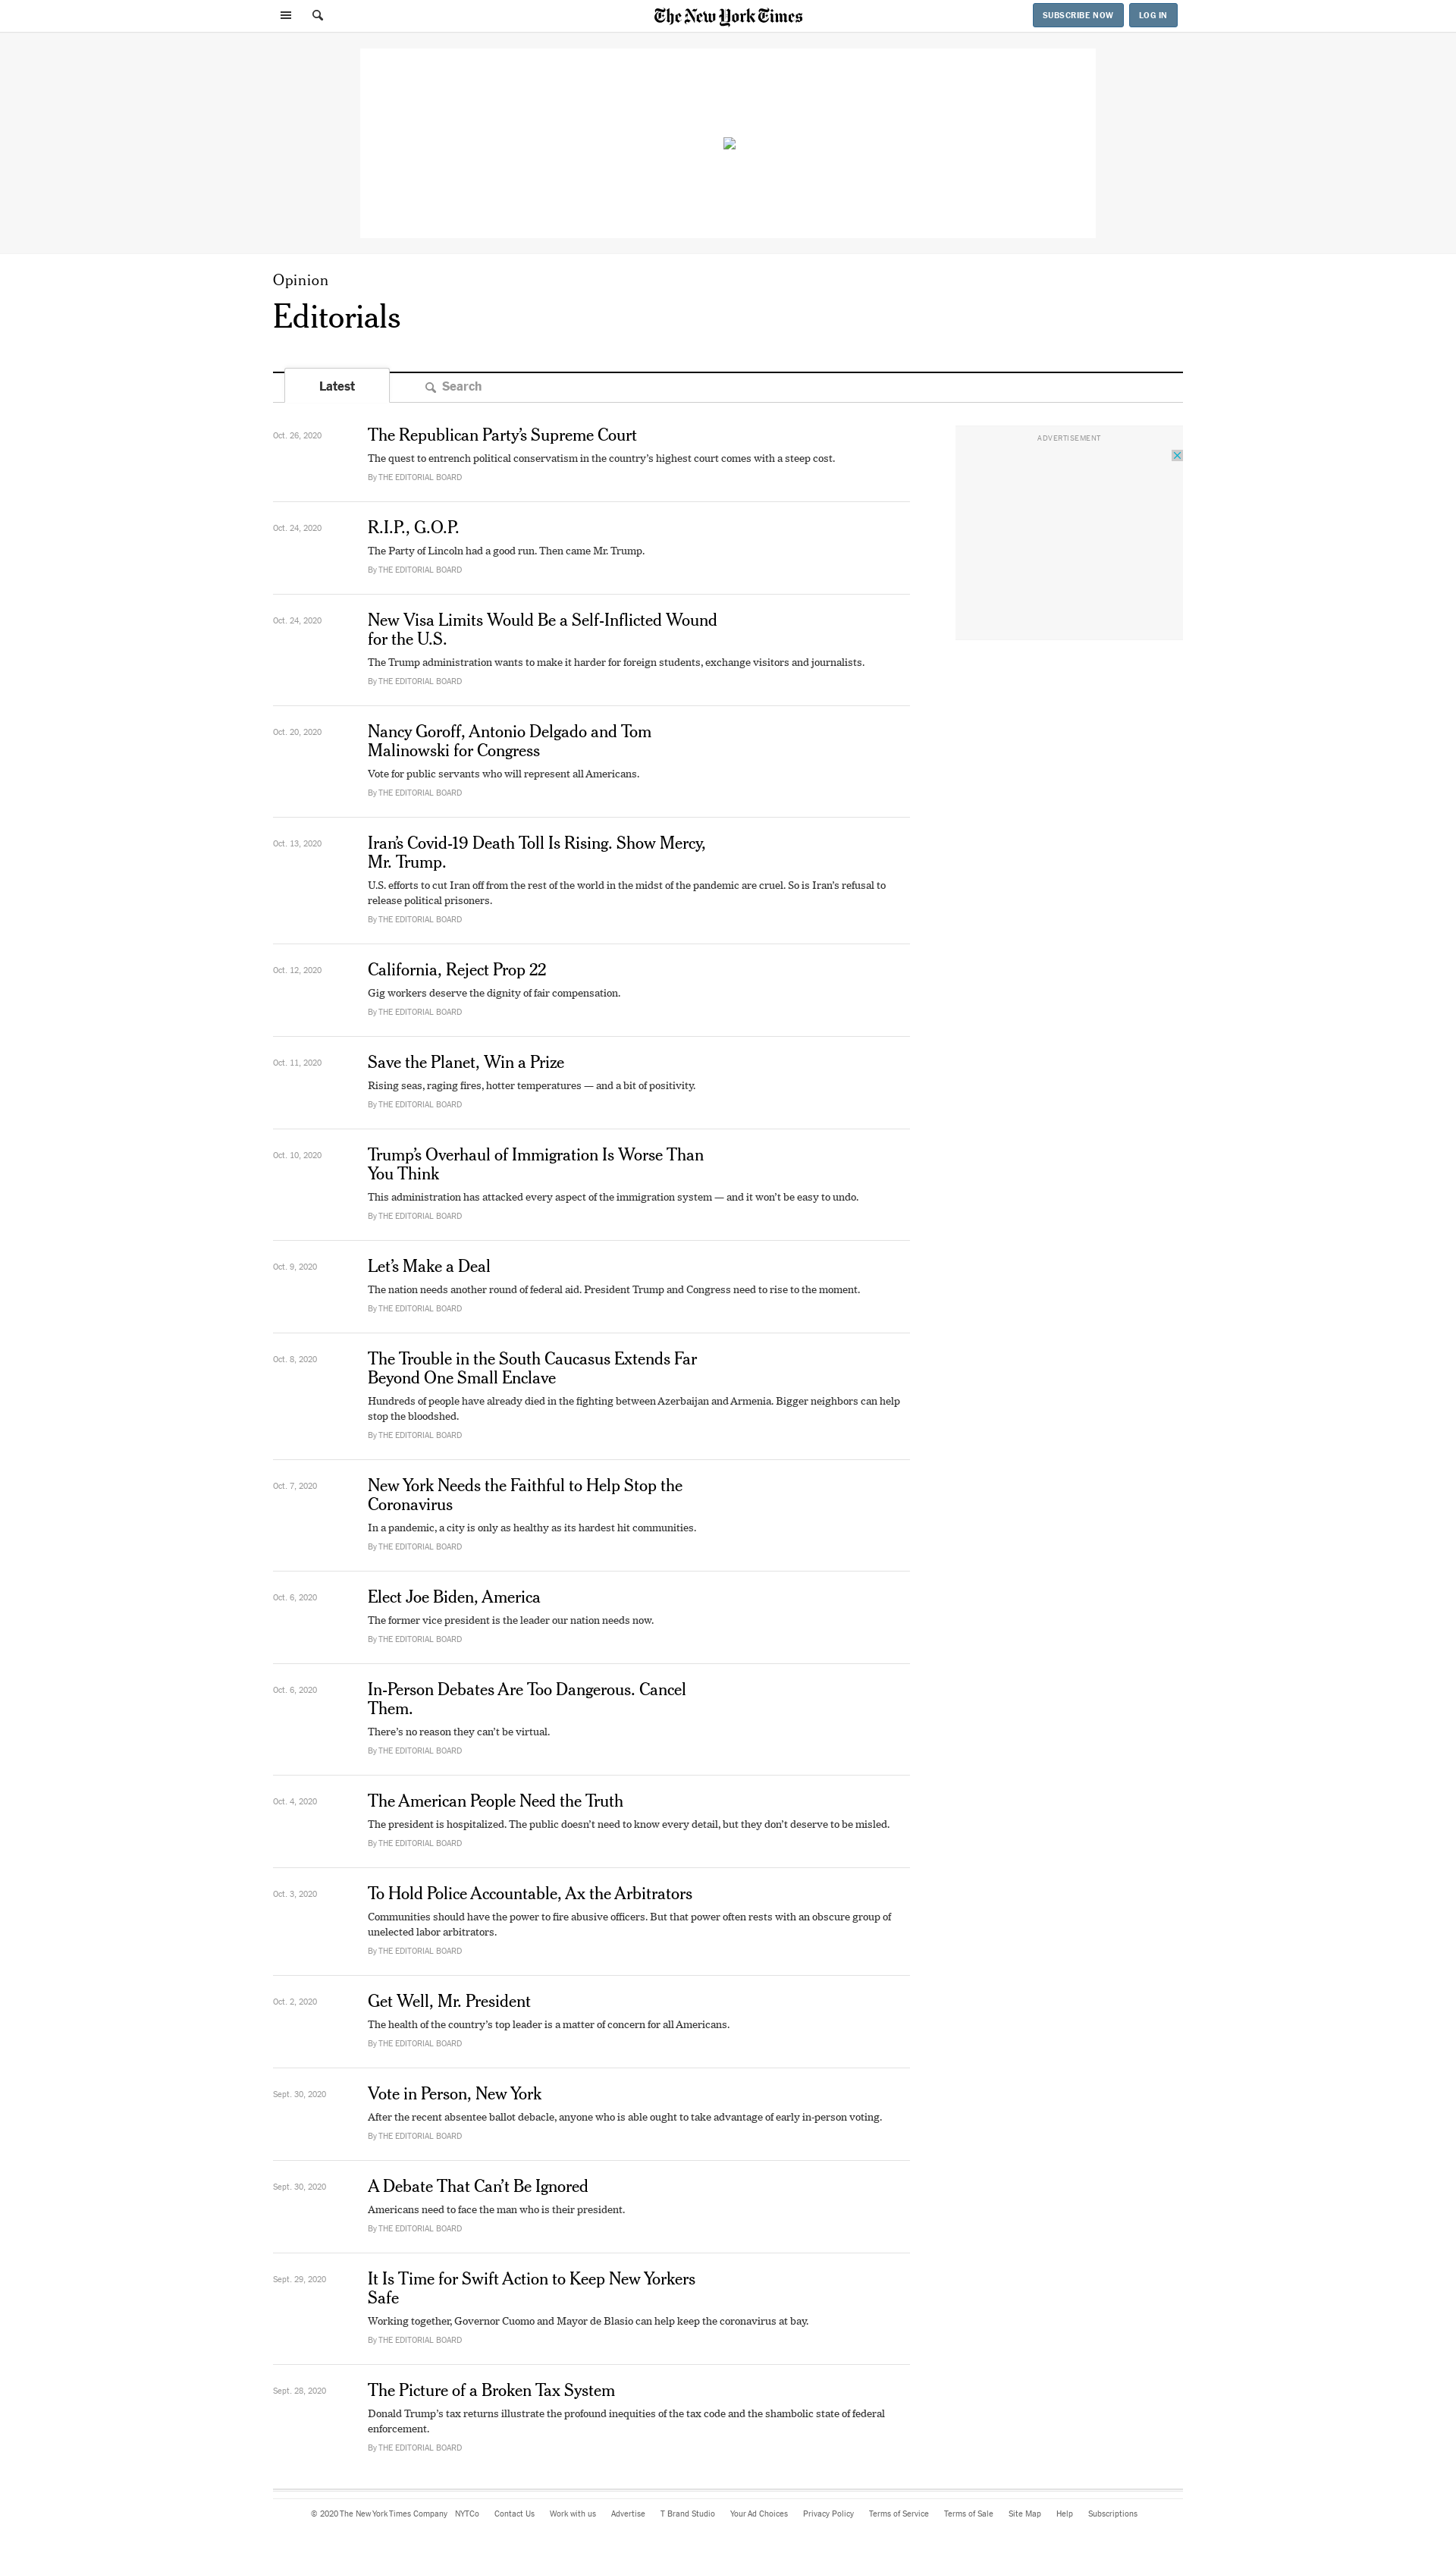 The New York Times
SUBSCRIBE NOW
LOG IN
Opinion
Editorials
Latest
Search
ADVERTISEMENT
Oct. 26, 2020
The Republican Party’s Supreme Court
The quest to entrench political conservatism in the country’s highest court comes with a steep cost.
By THE EDITORIAL BOARD
Oct. 24, 2020
R.I.P., G.O.P.
The Party of Lincoln had a good run. Then came Mr. Trump.
By THE EDITORIAL BOARD
Oct. 24, 2020
New Visa Limits Would Be a Self-Inflicted Wound
for the U.S.
The Trump administration wants to make it harder for foreign students, exchange visitors and journalists.
By THE EDITORIAL BOARD
Oct. 20, 2020
Nancy Goroff, Antonio Delgado and Tom
Malinowski for Congress
Vote for public servants who will represent all Americans.
By THE EDITORIAL BOARD
Oct. 13, 2020
Iran’s Covid-19 Death Toll Is Rising. Show Mercy,
Mr. Trump.
U.S. efforts to cut Iran off from the rest of the world in the midst of the pandemic are cruel. So is Iran’s refusal to
release political prisoners.
By THE EDITORIAL BOARD
Oct. 12, 2020
California, Reject Prop 22
Gig workers deserve the dignity of fair compensation.
By THE EDITORIAL BOARD
Oct. 11, 2020
Save the Planet, Win a Prize
Rising seas, raging fires, hotter temperatures — and a bit of positivity.
By THE EDITORIAL BOARD
Oct. 10, 2020
Trump’s Overhaul of Immigration Is Worse Than
You Think
This administration has attacked every aspect of the immigration system — and it won’t be easy to undo.
By THE EDITORIAL BOARD
Oct. 9, 2020
Let’s Make a Deal
The nation needs another round of federal aid. President Trump and Congress need to rise to the moment.
By THE EDITORIAL BOARD
Oct. 8, 2020
The Trouble in the South Caucasus Extends Far
Beyond One Small Enclave
Hundreds of people have already died in the fighting between Azerbaijan and Armenia. Bigger neighbors can help
stop the bloodshed.
By THE EDITORIAL BOARD
Oct. 7, 2020
New York Needs the Faithful to Help Stop the
Coronavirus
In a pandemic, a city is only as healthy as its hardest hit communities.
By THE EDITORIAL BOARD
Oct. 6, 2020
Elect Joe Biden, America
The former vice president is the leader our nation needs now.
By THE EDITORIAL BOARD
Oct. 6, 2020
In-Person Debates Are Too Dangerous. Cancel
Them.
There’s no reason they can’t be virtual.
By THE EDITORIAL BOARD
Oct. 4, 2020
The American People Need the Truth
The president is hospitalized. The public doesn’t need to know every detail, but they don’t deserve to be misled.
By THE EDITORIAL BOARD
Oct. 3, 2020
To Hold Police Accountable, Ax the Arbitrators
Communities should have the power to fire abusive officers. But that power often rests with an obscure group of
unelected labor arbitrators.
By THE EDITORIAL BOARD
Oct. 2, 2020
Get Well, Mr. President
The health of the country’s top leader is a matter of concern for all Americans.
By THE EDITORIAL BOARD
Sept. 30, 2020
Vote in Person, New York
After the recent absentee ballot debacle, anyone who is able ought to take advantage of early in-person voting.
By THE EDITORIAL BOARD
Sept. 30, 2020
A Debate That Can’t Be Ignored
Americans need to face the man who is their president.
By THE EDITORIAL BOARD
Sept. 29, 2020
It Is Time for Swift Action to Keep New Yorkers
Safe
Working together, Governor Cuomo and Mayor de Blasio can help keep the coronavirus at bay.
By THE EDITORIAL BOARD
Sept. 28, 2020
The Picture of a Broken Tax System
Donald Trump’s tax returns illustrate the profound inequities of the tax code and the shambolic state of federal
enforcement.
By THE EDITORIAL BOARD
© 2020 The New York Times Company NYTCo Contact Us Work with us Advertise T Brand Studio Your Ad Choices Privacy Policy Terms of Service Terms of Sale Site Map Help Subscriptions